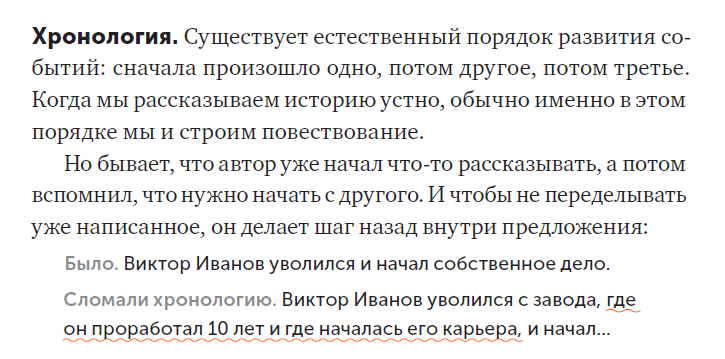 Хронология. Существует естественный порядок развития со-
бытий: сначала произошло одно, потом другое, потом третье.
Когда мы рассказываем историю устно, обычно именно в этом
порядке мы и строим повествование.
Но бывает, что автор уже начал что-то рассказывать, а потом
вспомнил, что нужно начать с другого. И чтобы не переделывать
уже написанное, он делает шаг назад внутри предложения:
Было. Виктор Иванов уволился и начал собственное дело.
Сломали хронологию. Виктор Иванов уволился с завода, где
он проработал 10 лет и где началась его карьера, и начал...